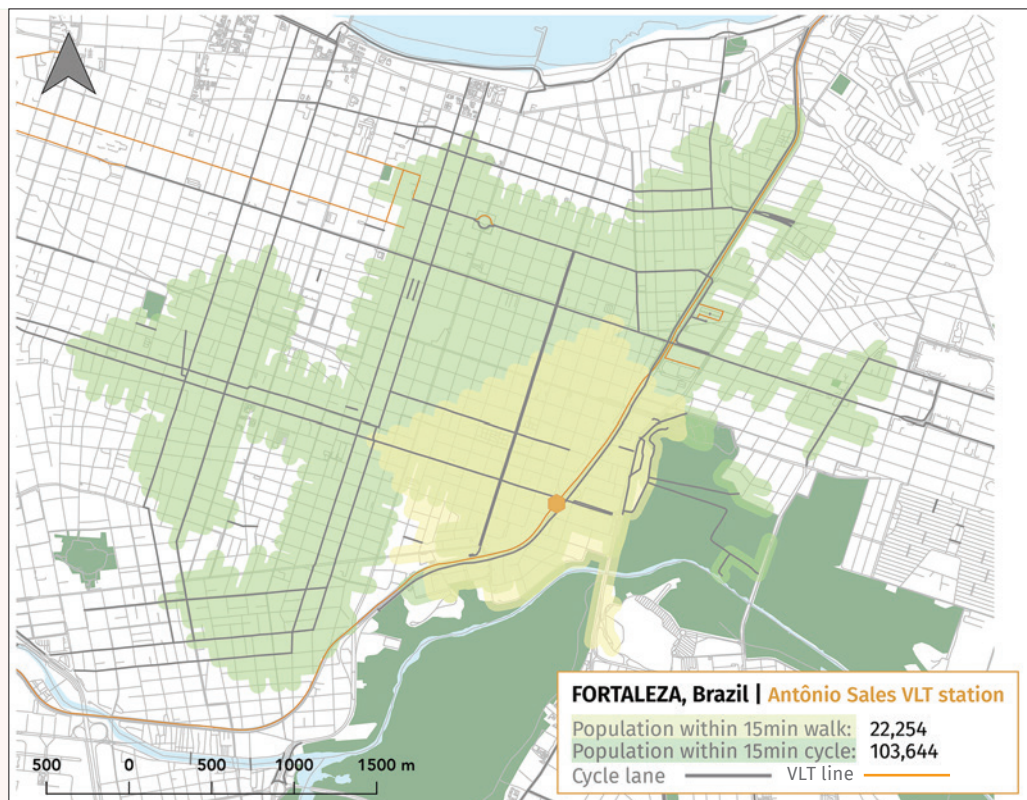 500 0 500 1000 1500 m
FORTALEZA, Brazil | Antônio Sales VLT station
Population within 15min walk: 22,254
Population within 15min cycle: 103,644
Cycle lane VLT line